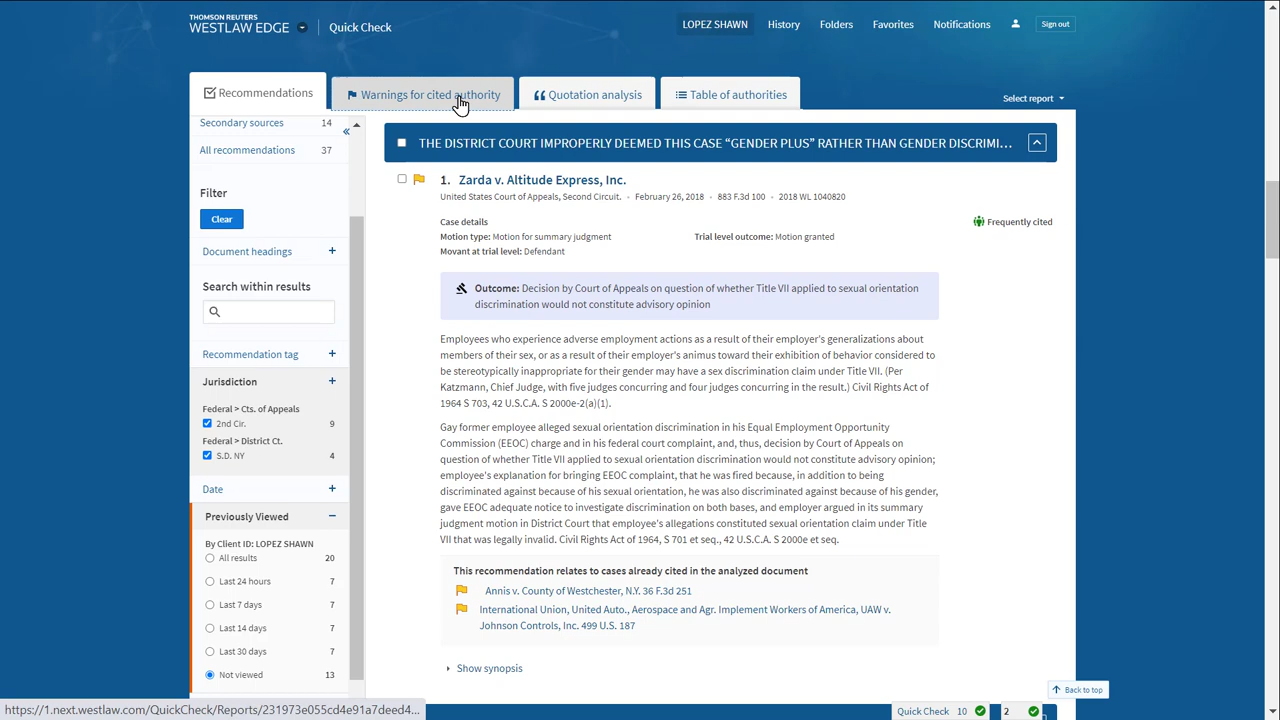 THOMSON REUTERS
WESTLAW EDGE
Quick Check
LOPEZ SHAWN
History
Folders
Favorites
Notifications
Sign out
Recommendations
Warnings for cited authority
Quotation analysis
Table of authorities
Select report
Secondary sources 14
All recommendations 37
Filter
Clear
Document headings
Search within results
Recommendation tag
Jurisdiction
Federal > Cts. of Appeals
2nd Cir. 9
Federal > District Ct.
S.D. NY 4
Date
Previously Viewed
By Client ID: LOPEZ SHAWN
All results 20
Last 24 hours 7
Last 7 days 7
Last 14 days 7
Last 30 days 7
Not viewed 13
THE DISTRICT COURT IMPROPERLY DEEMED THIS CASE “GENDER PLUS” RATHER THAN GENDER DISCRIMI...
1. Zarda v. Altitude Express, Inc.
United States Court of Appeals, Second Circuit. • February 26, 2018 • 883 F.3d 100 • 2018 WL 1040820
Case details
Frequently cited
Motion type: Motion for summary judgment
Trial level outcome: Motion granted
Movant at trial level: Defendant
Outcome: Decision by Court of Appeals on question of whether Title VII applied to sexual orientation
discrimination would not constitute advisory opinion
Employees who experience adverse employment actions as a result of their employer's generalizations about
members of their sex, or as a result of their employer's animus toward their exhibition of behavior considered to
be stereotypically inappropriate for their gender may have a sex discrimination claim under Title VII. (Per
Katzmann, Chief Judge, with five judges concurring and four judges concurring in the result.) Civil Rights Act of
1964 S 703, 42 U.S.C.A. S 2000e-2(a)(1).
Gay former employee alleged sexual orientation discrimination in his Equal Employment Opportunity
Commission (EEOC) charge and in his federal court complaint, and, thus, decision by Court of Appeals on
question of whether Title VII applied to sexual orientation discrimination would not constitute advisory opinion;
employee's explanation for bringing EEOC complaint, that he was fired because, in addition to being
discriminated against because of his sexual orientation, he was also discriminated against because of his gender,
gave EEOC adequate notice to investigate discrimination on both bases, and employer argued in its summary
judgment motion in District Court that employee's allegations constituted sexual orientation claim under Title
VII that was legally invalid. Civil Rights Act of 1964, S 701 et seq., 42 U.S.C.A. S 2000e et seq.
This recommendation relates to cases already cited in the analyzed document
Annis v. County of Westchester, N.Y. 36 F.3d 251
International Union, United Auto., Aerospace and Agr. Implement Workers of America, UAW v.
Johnson Controls, Inc. 499 U.S. 187
Show synopsis
Back to top
https://1.next.westlaw.com/QuickCheck/Reports/231973e055cd4e91a7deed4...
Quick Check 10
2